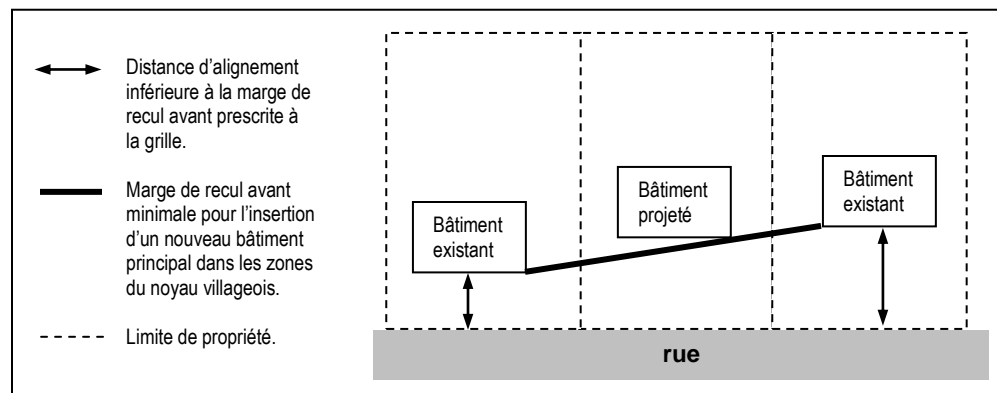 Distance d'alignement
inférieure à la marge de
recul avant prescrite à
la grille.
Marge de recul avant
minimale pour l'insertion
d'un nouveau bâtiment
principal dans les zones
du noyau villageois.
Limite de propriété.
Bâtiment
existant
Bâtiment
projeté
Bâtiment
existant
rue